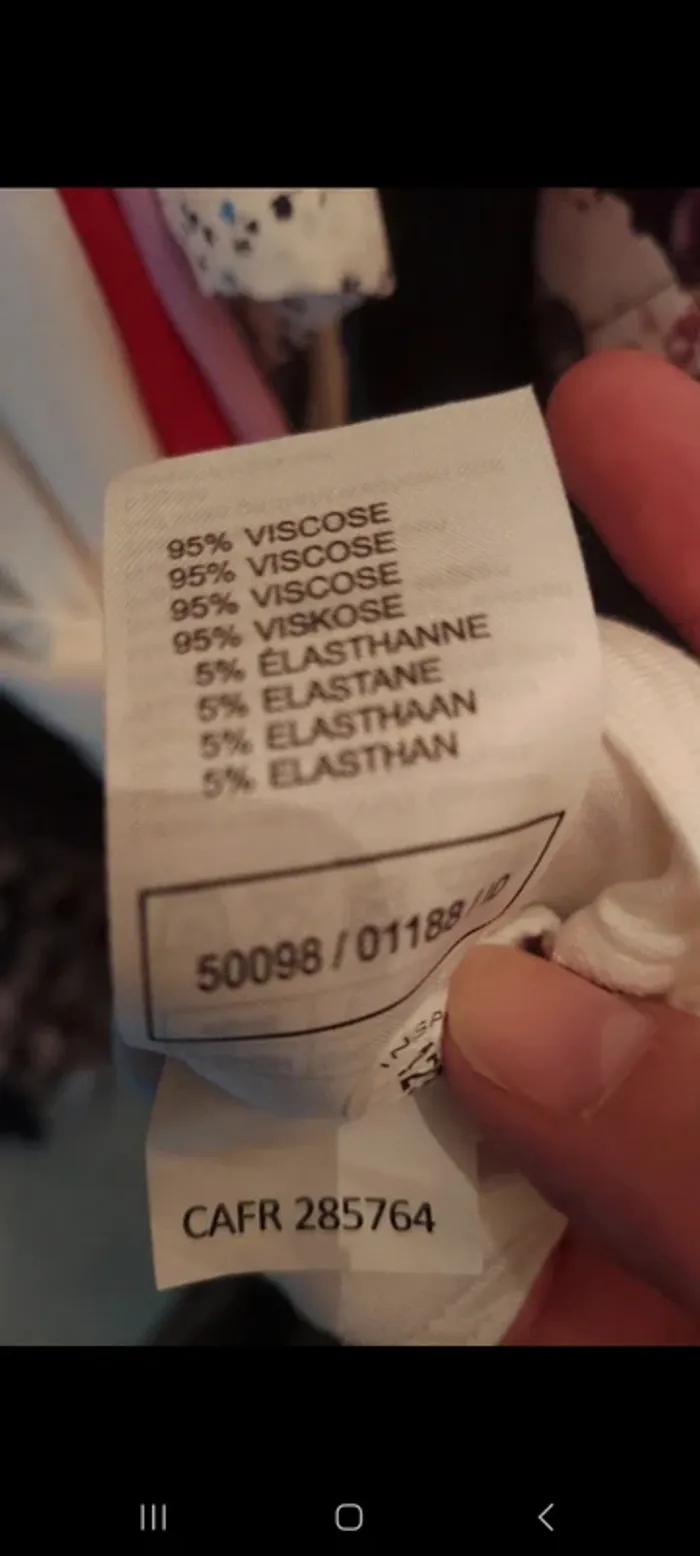 95% VISCOSE
95% VISCOSE
95% VISCOSE
95% VISKOSE
5% ÉLASTHANNE
5% ELASTANE
5% ELASTHAAN
5% ELASTHAN
50098 / 01188 / ID
CAFR 285764